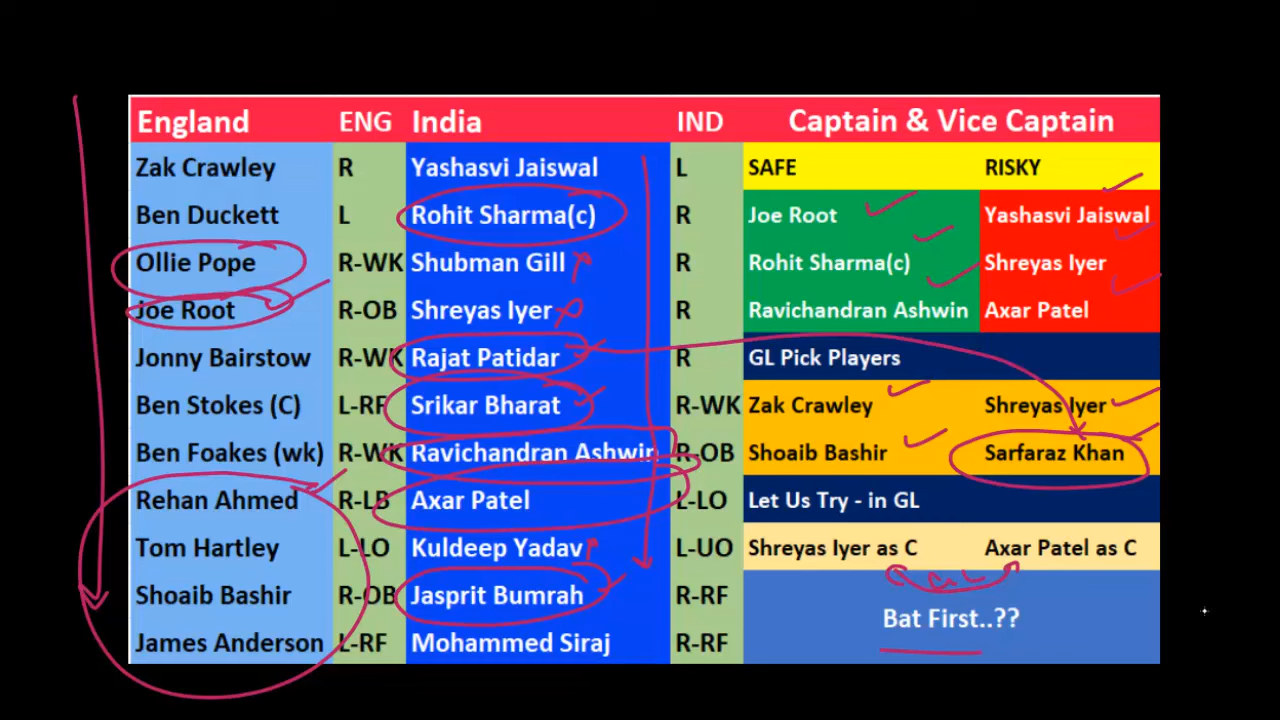 England ENG India IND Captain & Vice Captain
Zak Crawley R Yashasvi Jaiswal L SAFE RISKY
Ben Duckett L Rohit Sharma(c) R Joe Root Yashasvi Jaiswal
Ollie Pope R-WK Shubman Gill R Rohit Sharma(c) Shreyas Iyer
Joe Root R-OB Shreyas Iyer R Ravichandran Ashwin Axar Patel
Jonny Bairstow R-WK Rajat Patidar R GL Pick Players
Ben Stokes (C) L-RF Srikar Bharat R-WK Zak Crawley Shreyas Iyer
Ben Foakes (wk) R-WK Ravichandran Ashwin R-OB Shoaib Bashir Sarfaraz Khan
Rehan Ahmed R-LB Axar Patel L-LO Let Us Try - in GL
Tom Hartley L-LO Kuldeep Yadav L-UO Shreyas Iyer as C Axar Patel as C
Shoaib Bashir R-OB Jasprit Bumrah R-RF
GL
Bat First..??
James Anderson L-RF Mohammed Siraj R-RF